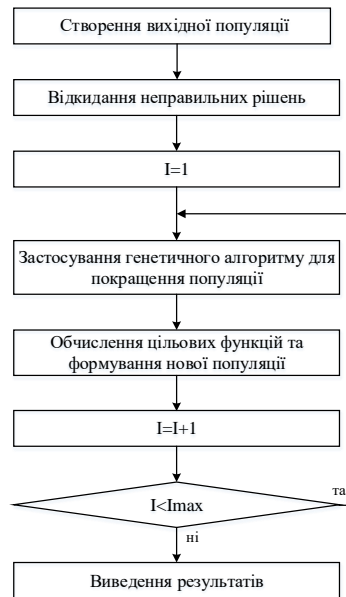 Створення вихідної популяції
Відкидання неправильних рішень
I=1
Застосування генетичного алгоритму для
покращення популяції
Обчислення цільових функцій та
формування нової популяції
I=I+1
I<Imax
та
ні
Виведення результатів